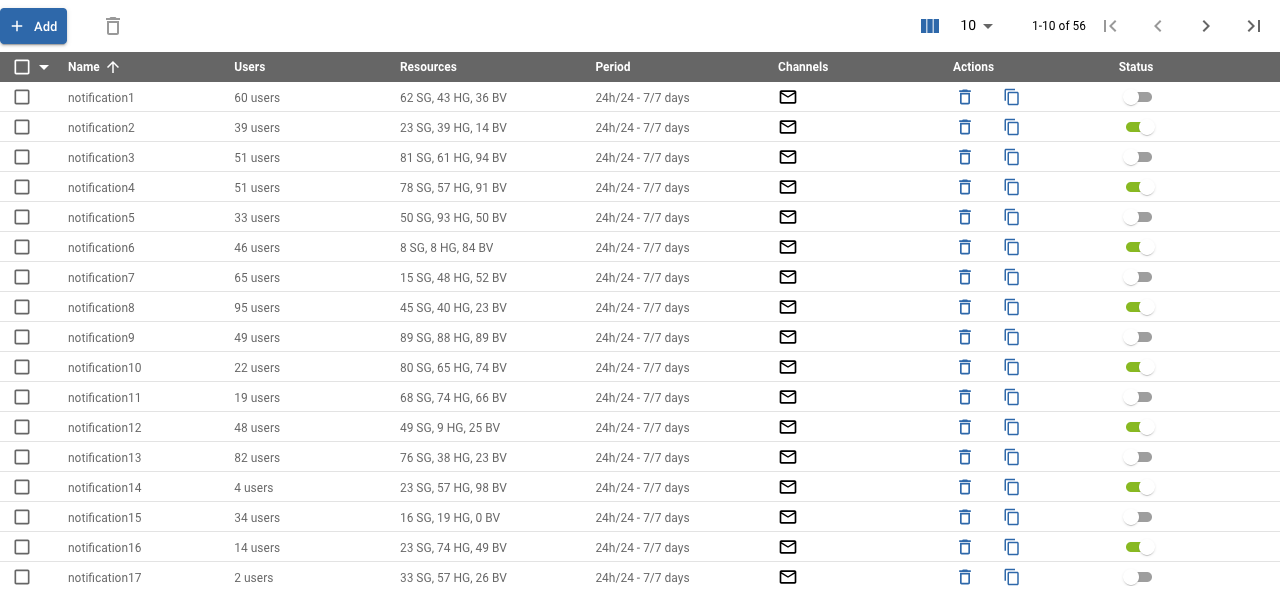 Add 10 1-10 of 56
Name Users Resources Period Channels Actions Status
notification1 60 users 62 SG, 43 HG, 36 BV 24h/24 - 7/7 days
notification2 39 users 23 SG, 39 HG, 14 BV 24h/24 - 7/7 days
notification3 51 users 81 SG, 61 HG, 94 BV 24h/24 - 7/7 days
notification4 51 users 78 SG, 57 HG, 91 BV 24h/24 - 7/7 days
notification5 33 users 50 SG, 93 HG, 50 BV 24h/24 - 7/7 days
notification6 46 users 8 SG, 8 HG, 84 BV 24h/24 - 7/7 days
notification7 65 users 15 SG, 48 HG, 52 BV 24h/24 - 7/7 days
notification8 95 users 45 SG, 40 HG, 23 BV 24h/24 - 7/7 days
notification9 49 users 89 SG, 88 HG, 89 BV 24h/24 - 7/7 days
notification10 22 users 80 SG, 65 HG, 74 BV 24h/24 - 7/7 days
notification11 19 users 68 SG, 74 HG, 66 BV 24h/24 - 7/7 days
notification12 48 users 49 SG, 9 HG, 25 BV 24h/24 - 7/7 days
notification13 82 users 76 SG, 38 HG, 23 BV 24h/24 - 7/7 days
notification14 4 users 23 SG, 57 HG, 98 BV 24h/24 - 7/7 days
notification15 34 users 16 SG, 19 HG, 0 BV 24h/24 - 7/7 days
notification16 14 users 23 SG, 74 HG, 49 BV 24h/24 - 7/7 days
notification17 2 users 33 SG, 57 HG, 26 BV 24h/24 - 7/7 days